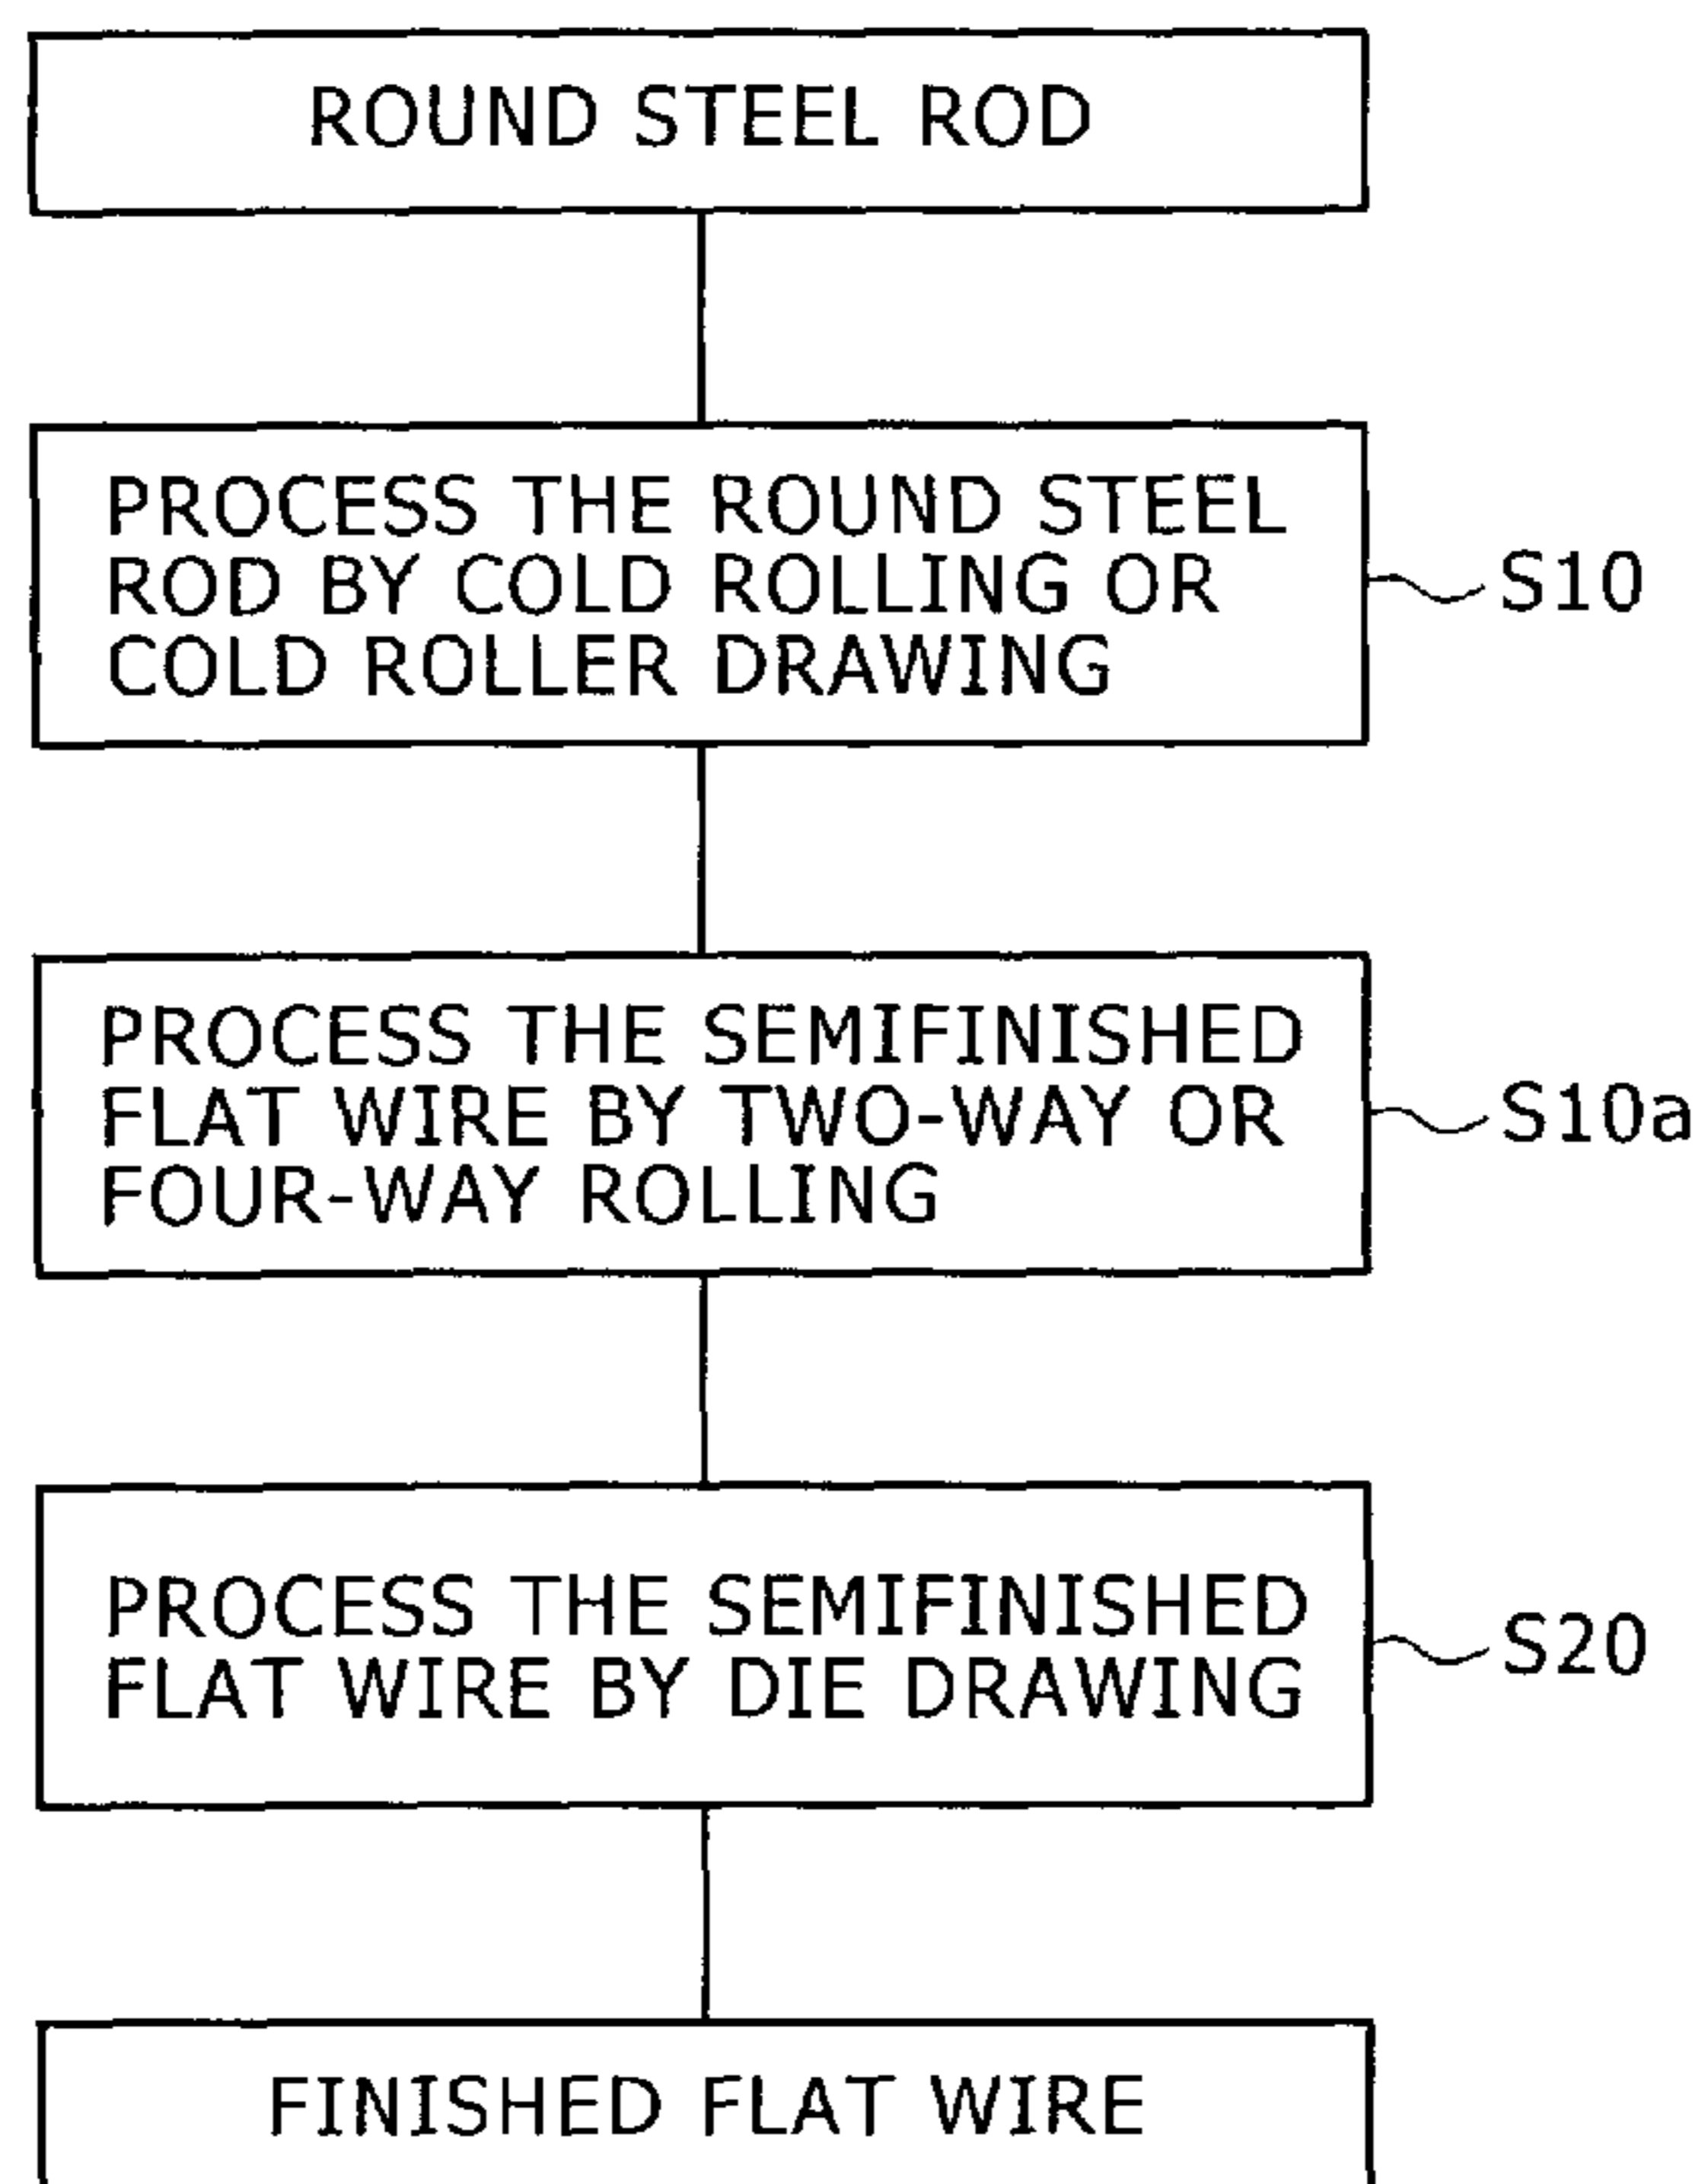 ROUND STEEL ROD
PROCESS THE ROUND STEEL
ROD BY COLD ROLLING OR
COLD ROLLER DRAWING
S10
PROCESS THE SEMIFINISHED
FLAT WIRE BY TWO-WAY OR
FOUR-WAY ROLLING
S10a
PROCESS THE SEMIFINISHED
FLAT WIRE BY DIE DRAWING
S20
FINISHED FLAT WIRE